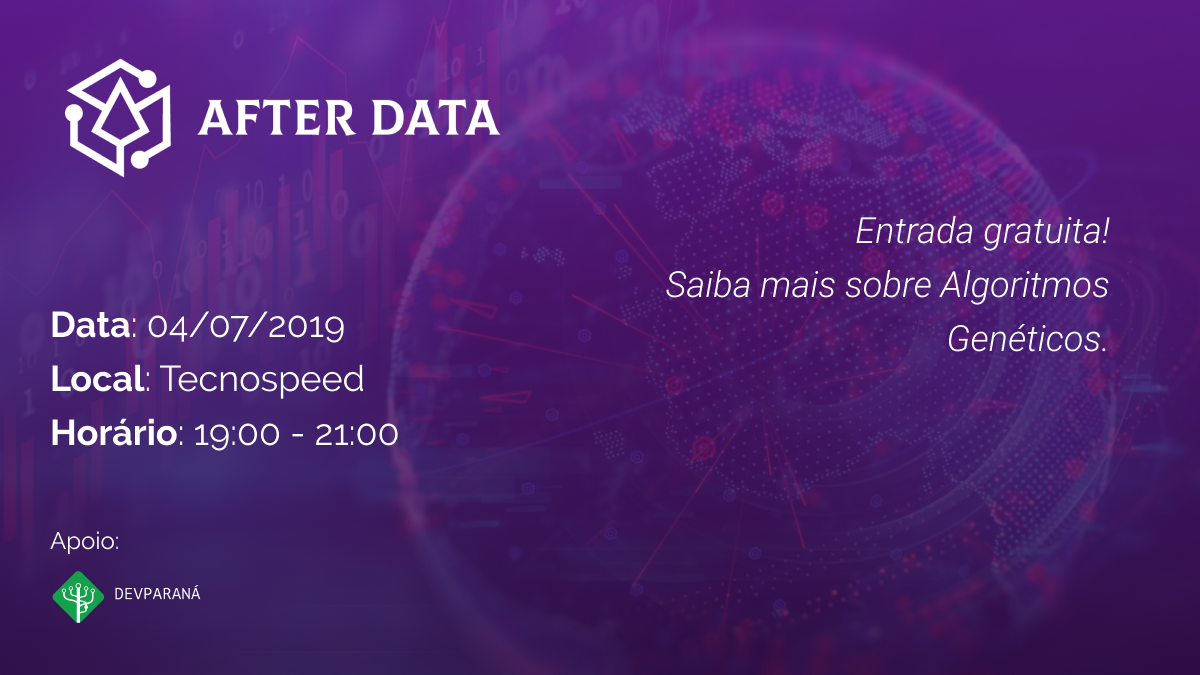 AFTER DATA
Entrada gratuita!
Saiba mais sobre Algoritmos
Genéticos.
Data: 04/07/2019
Local: Tecnospeed
Horário: 19:00 - 21:00
Apoio:
DEVPARANÁ